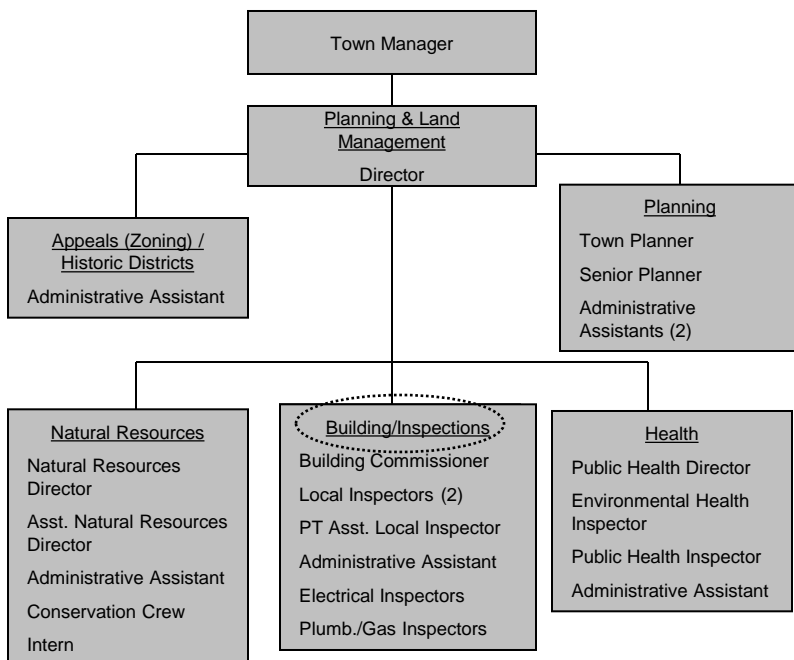 Town Manager
Planning & Land
Management
Director
Appeals (Zoning) /
Historic Districts
Administrative Assistant
Planning
Town Planner
Senior Planner
Administrative
Assistants (2)
Natural Resources
Natural Resources
Director
Asst. Natural Resources
Director
Administrative Assistant
Conservation Crew
Intern
Building/Inspections
Building Commissioner
Local Inspectors (2)
PT Asst. Local Inspector
Administrative Assistant
Electrical Inspectors
Plumb./Gas Inspectors
Health
Public Health Director
Environmental Health
Inspector
Public Health Inspector
Administrative Assistant